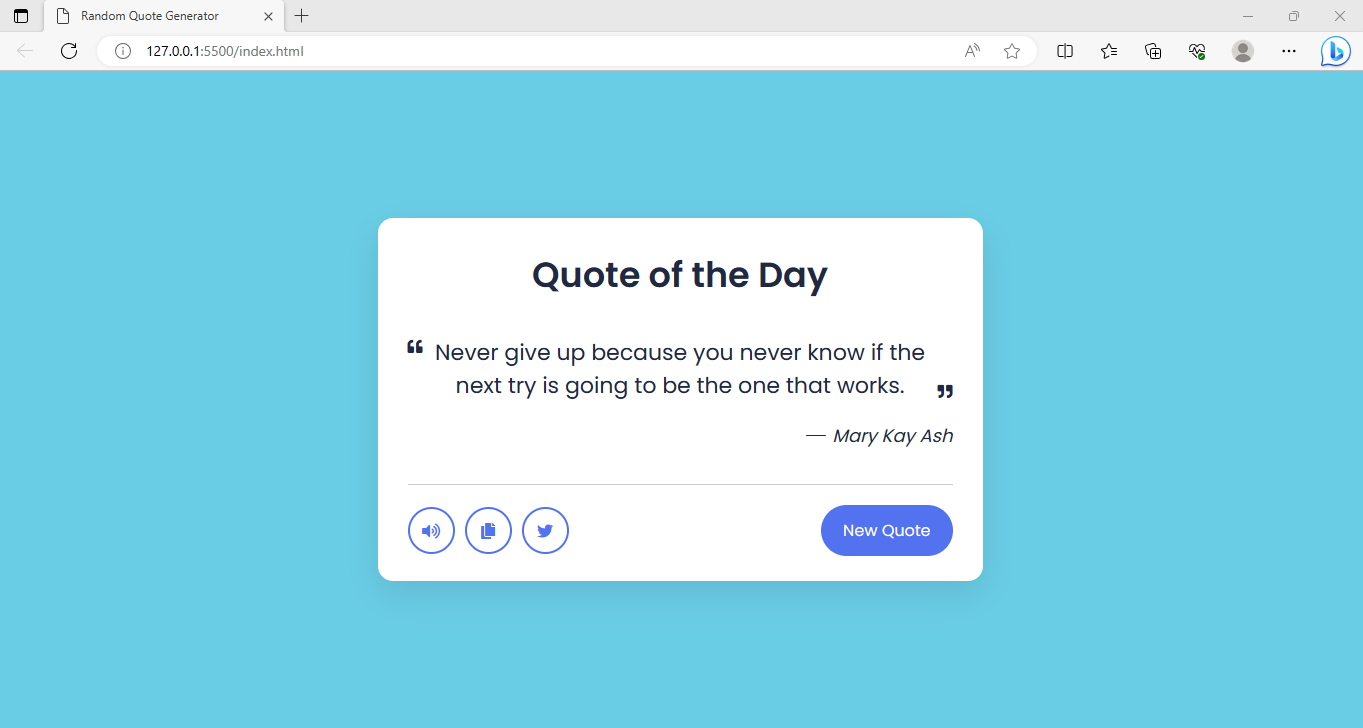 Random Quote Generator
127.0.0.1:5500/index.html
Quote of the Day
❝ Never give up because you never know if the
next try is going to be the one that works. ❞
— Mary Kay Ash
New Quote